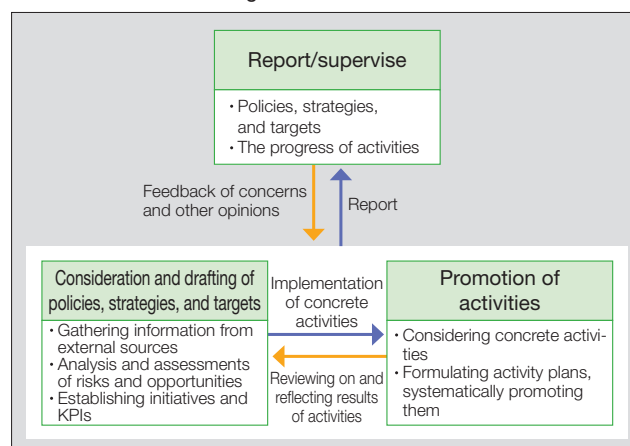 Report/supervise
・Policies, strategies,
and targets
・The progress of activities
Feedback of concerns
and other opinions
Report
Consideration and drafting of
policies, strategies, and targets
・Gathering information from
external sources
・Analysis and assessments
of risks and opportunities
・Establishing initiatives and
KPIs
Implementation
of concrete
activities
Reviewing on and
reflecting results
of activities
Promotion of
activities
・Considering concrete activi-
ties
・Formulating activity plans,
systematically promoting
them